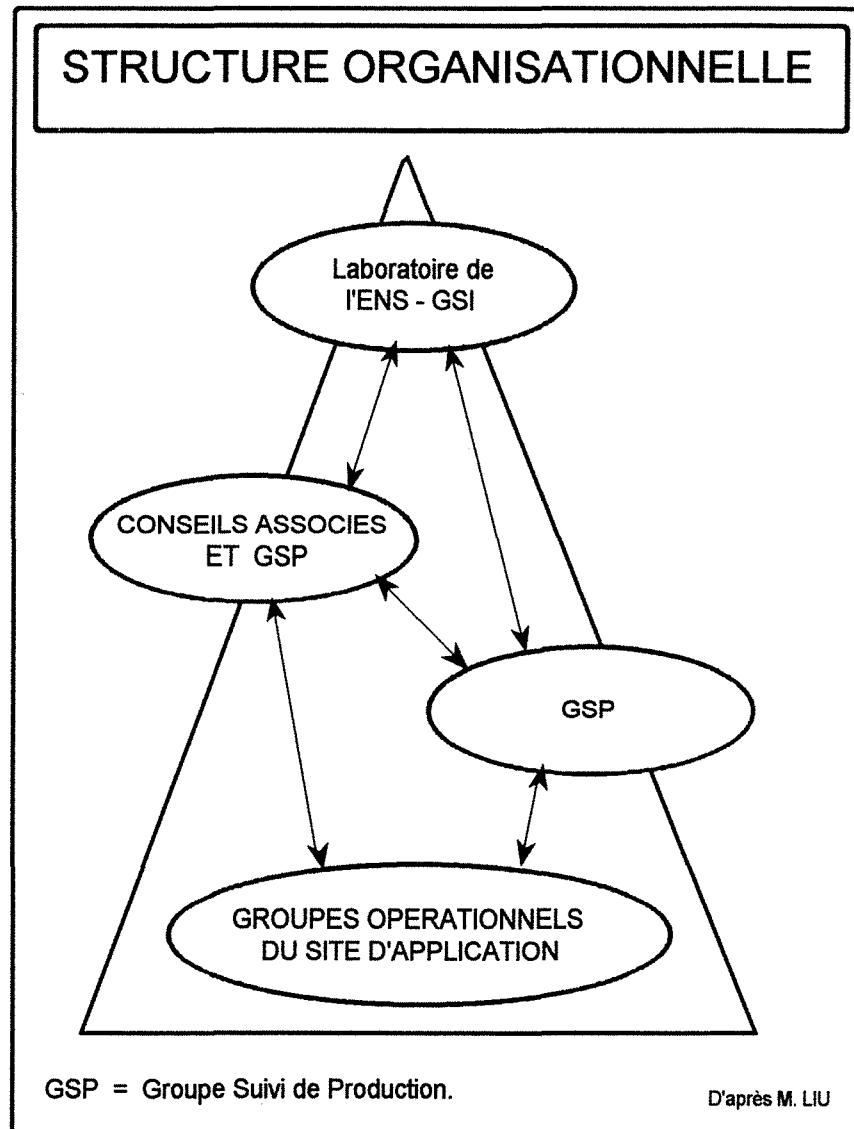 STRUCTURE ORGANISATIONNELLE
Laboratoire de
l'ENS - GSI
CONSEILS ASSOCIES
ET GSP
GSP
GROUPES OPERATIONNELS
DU SITE D'APPLICATION
GSP = Groupe Suivi de Production.
D'après M. LIU